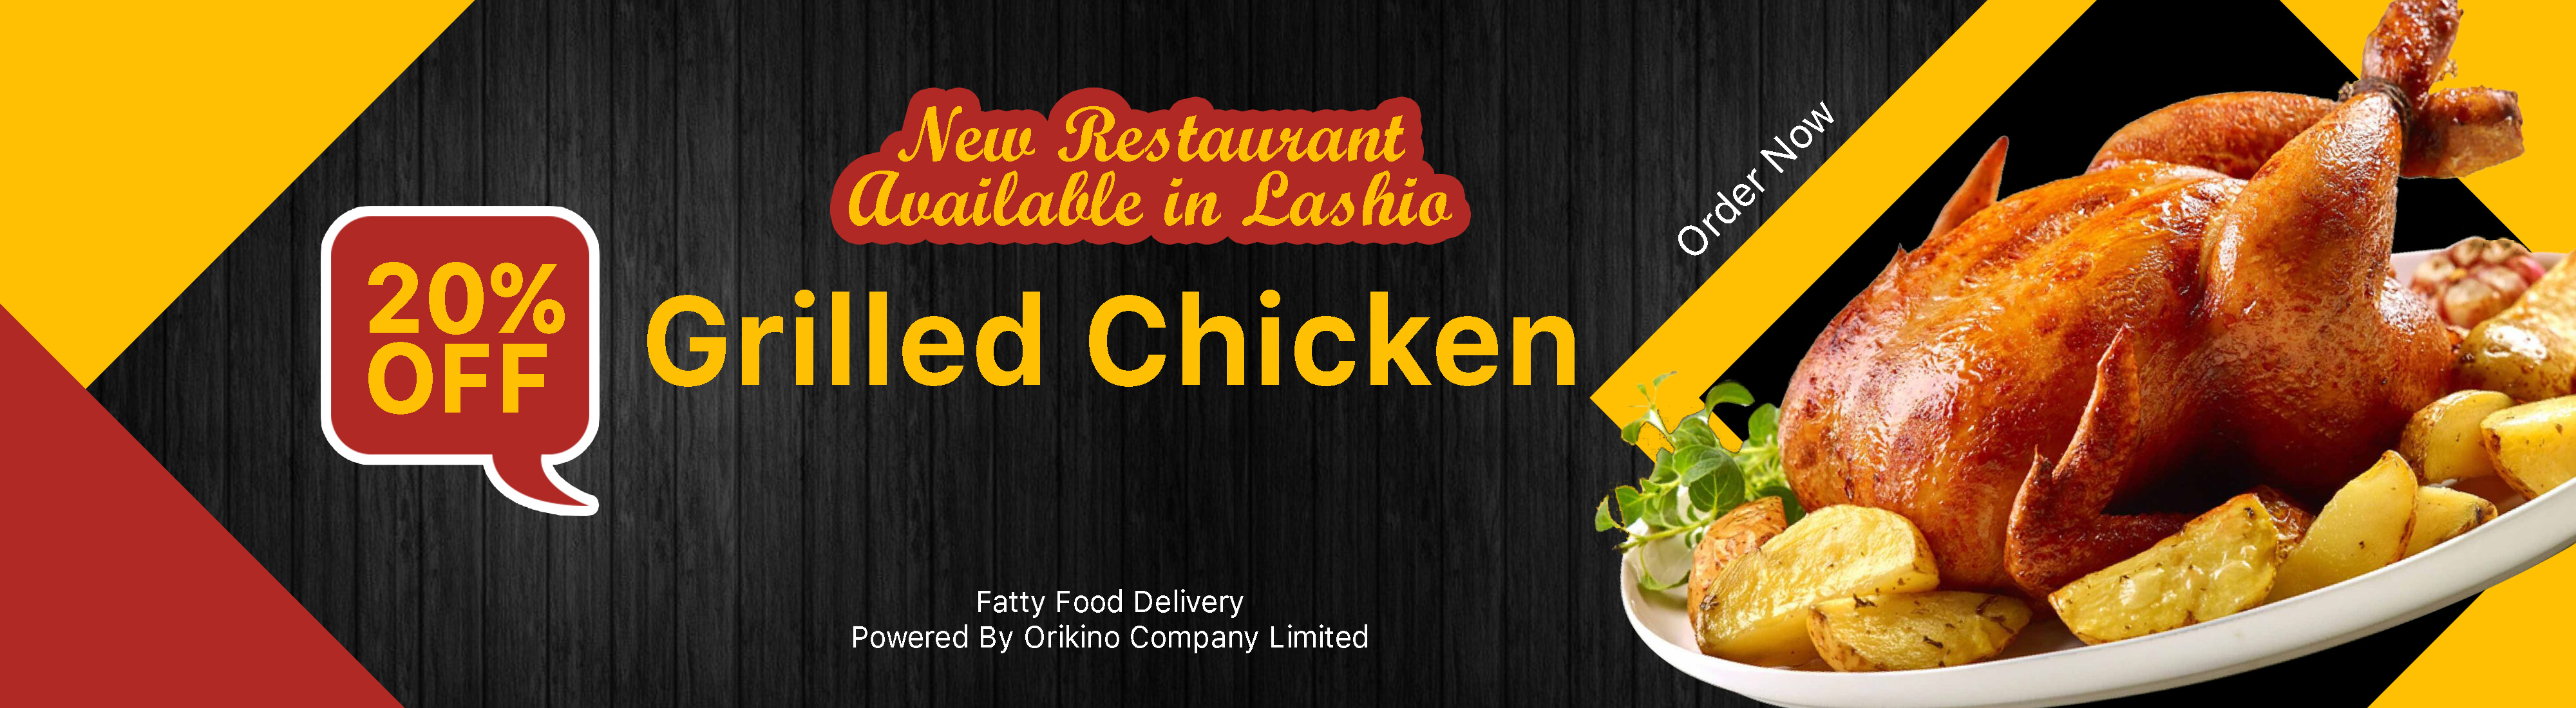 New Restaurant
Available in Lashio
20%
OFF
Grilled Chicken
Order Now
Fatty Food Delivery
Powered By Orikino Company Limited